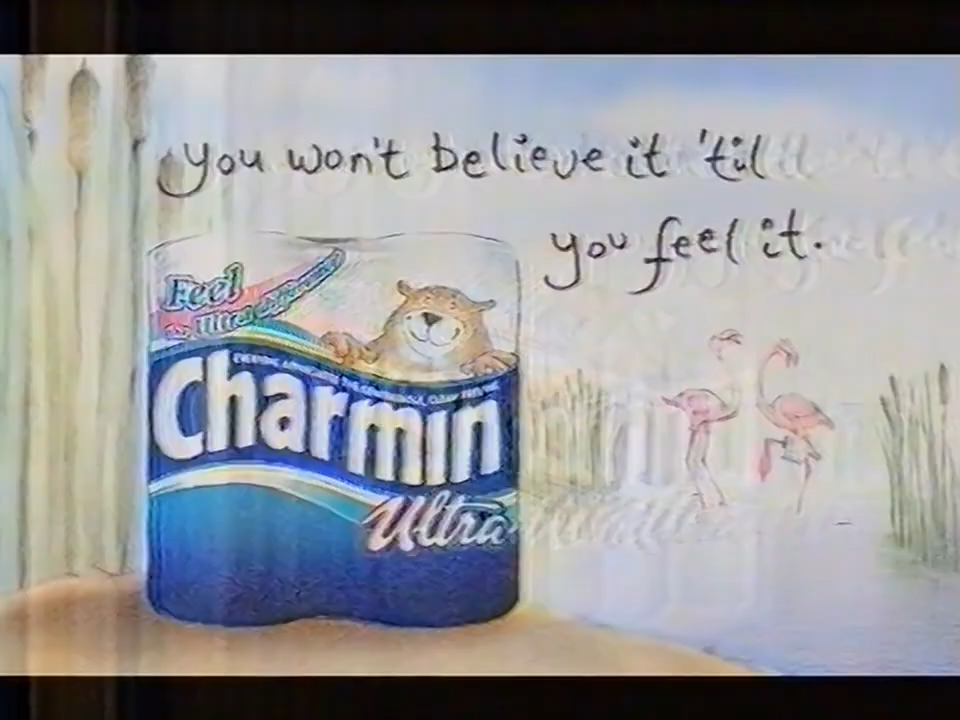 you won't believe it 'til
you feel it.
Feel
Charmin
Ultra